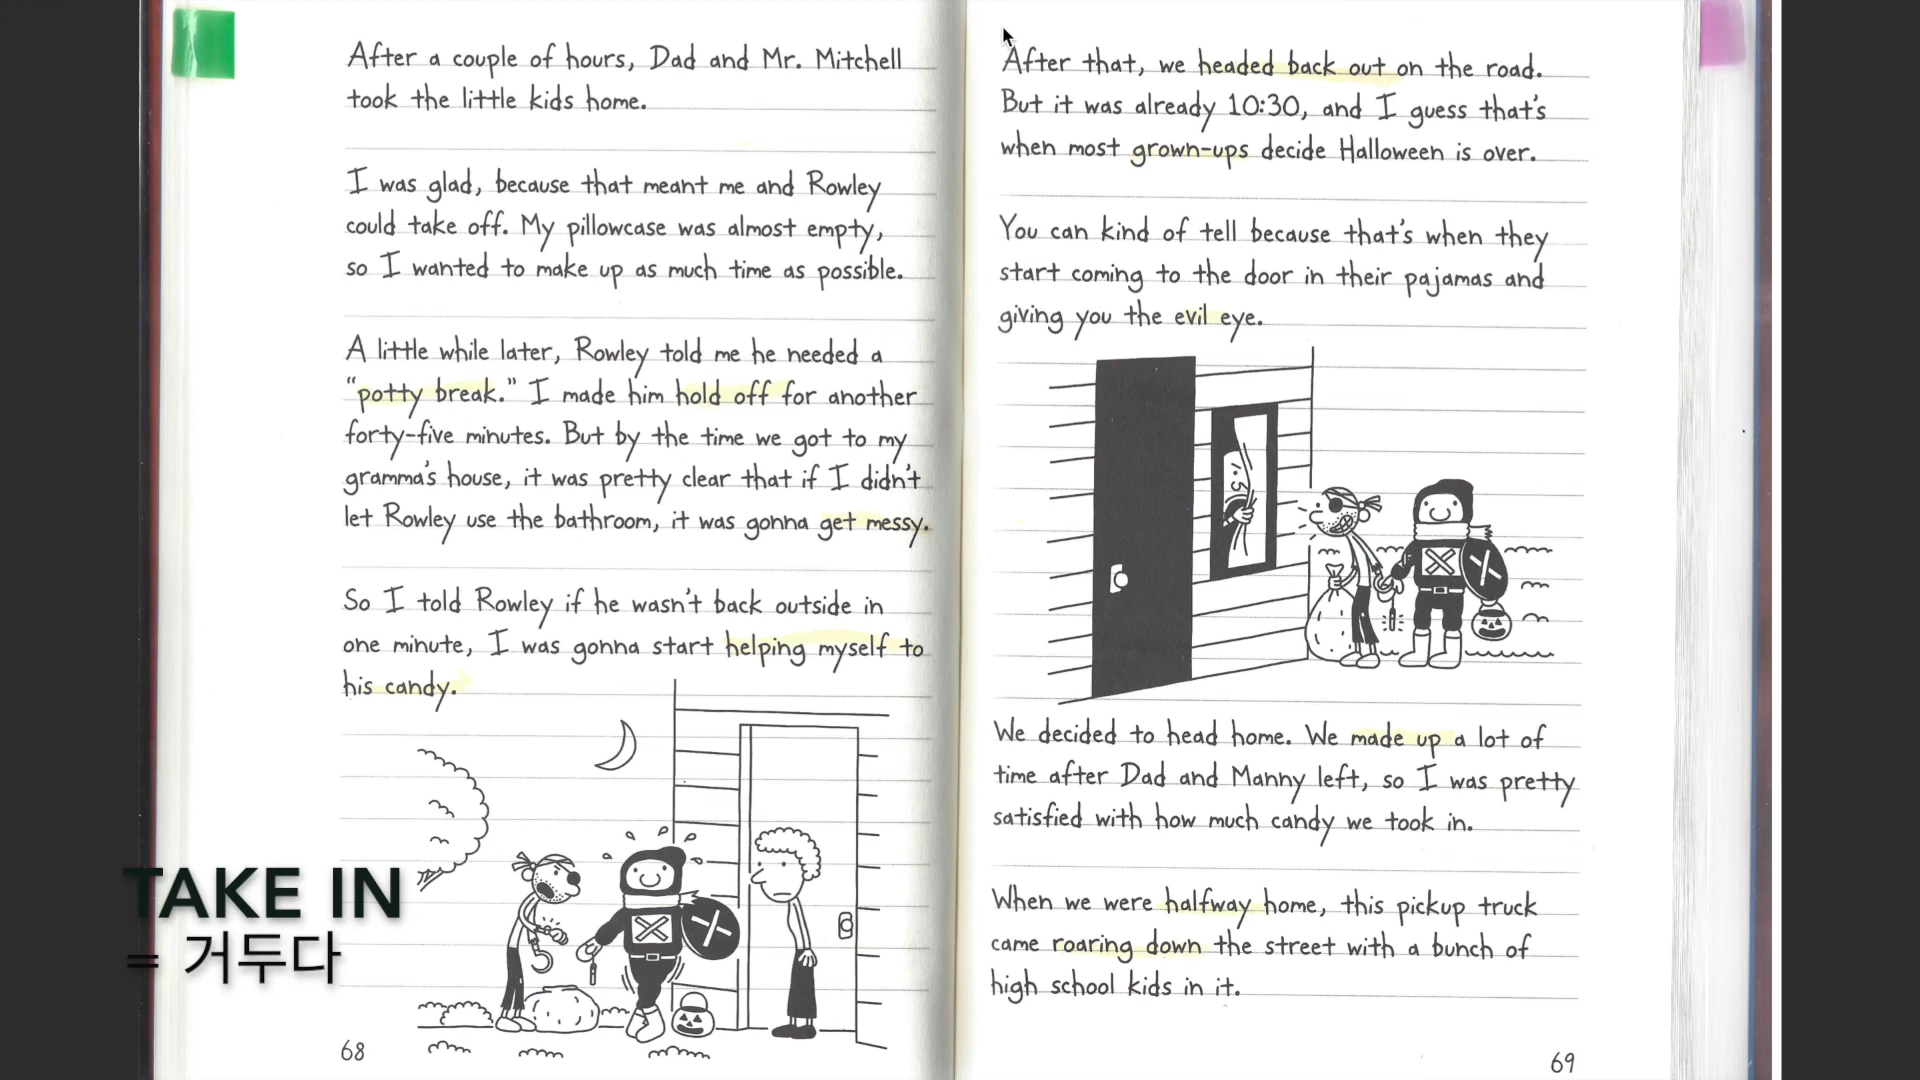 After a couple of hours, Dad and Mr. Mitchell
took the little kids home.
I was glad, because that meant me and Rowley
could take off. My pillowcase was almost empty,
so I wanted to make up as much time as possible.
A little while later, Rowley told me he needed a
"potty break." I made him hold off for another
forty-five minutes. But by the time we got to my
gramma's house, it was pretty clear that if I didn't
let Rowley use the bathroom, it was gonna get messy.
So I told Rowley if he wasn't back outside in
one minute, I was gonna start helping myself to
his candy.
TAKE IN
= 거두다
68
After that, we headed back out on the road.
But it was already 10:30, and I guess that's
when most grown-ups decide Halloween is over.
You can kind of tell because that's when they
start coming to the door in their pajamas and
giving you the evil eye.
We decided to head home. We made up a lot of
time after Dad and Manny left, so I was pretty
satisfied with how much candy we took in.
When we were halfway home, this pickup truck
came roaring down the street with a bunch of
high school kids in it.
69